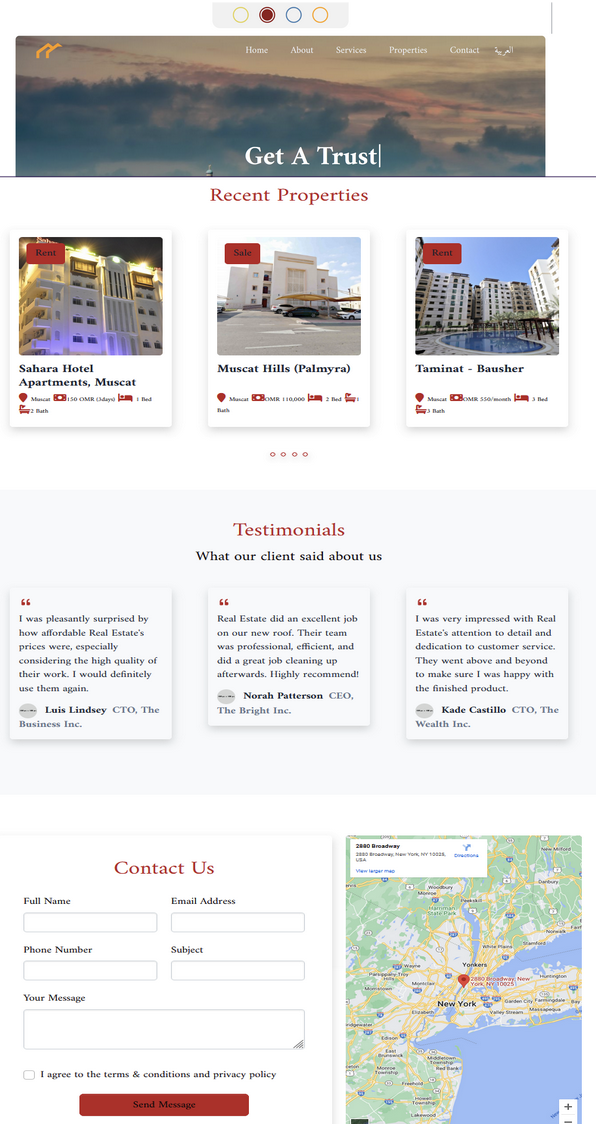 Home About Services Properties Contact العربية
Get A Trust
Recent Properties
Rent
Sahara Hotel
Apartments, Muscat
Muscat 150 OMR (3days) 1 Bed
2 Bath
Sale
Muscat Hills (Palmyra)
Muscat OMR 110,000 2 Bed 1
Bath
Rent
Taminat - Bausher
Muscat OMR 550/month 3 Bed
3 Bath
Testimonials
What our client said about us
“
I was pleasantly surprised by
how affordable Real Estate's
prices were, especially
considering the high quality of
their work. I would definitely
use them again.
Luis Lindsey CTO, The
Business Inc.
“
Real Estate did an excellent job
on our new roof. Their team
was professional, efficient, and
did a great job cleaning up
afterwards. Highly recommend!
Norah Patterson CEO,
The Bright Inc.
“
I was very impressed with Real
Estate's attention to detail and
dedication to customer service.
They went above and beyond
to make sure I was happy with
the finished product.
Kade Castillo CTO, The
Wealth Inc.
Contact Us
Full Name Email Address
Phone Number Subject
Your Message
I agree to the terms & conditions and privacy policy
Send Message
2880 Broadway
2880 Broadway, New York, NY 10025,
USA
Directions
View larger map
New Milford
Woodbury
Danbury
Harriman
State Park
Peekskill
Norwalk
White Plains
Stamford
Yonkers
Parsippany-Troy
Hills
Montclair
2880 Broadway, New
York, NY 10025
Huntington
Morristown
New York
Garden City
Farmingdale
Elizabeth
Valley Stream
Massapequa
Bridgewater
Edison
East
Brunswick
Middletown
Township
Red Bank
Monroe
Township
Freehold
Howell
Jackson
Township
Lakewood
+
−